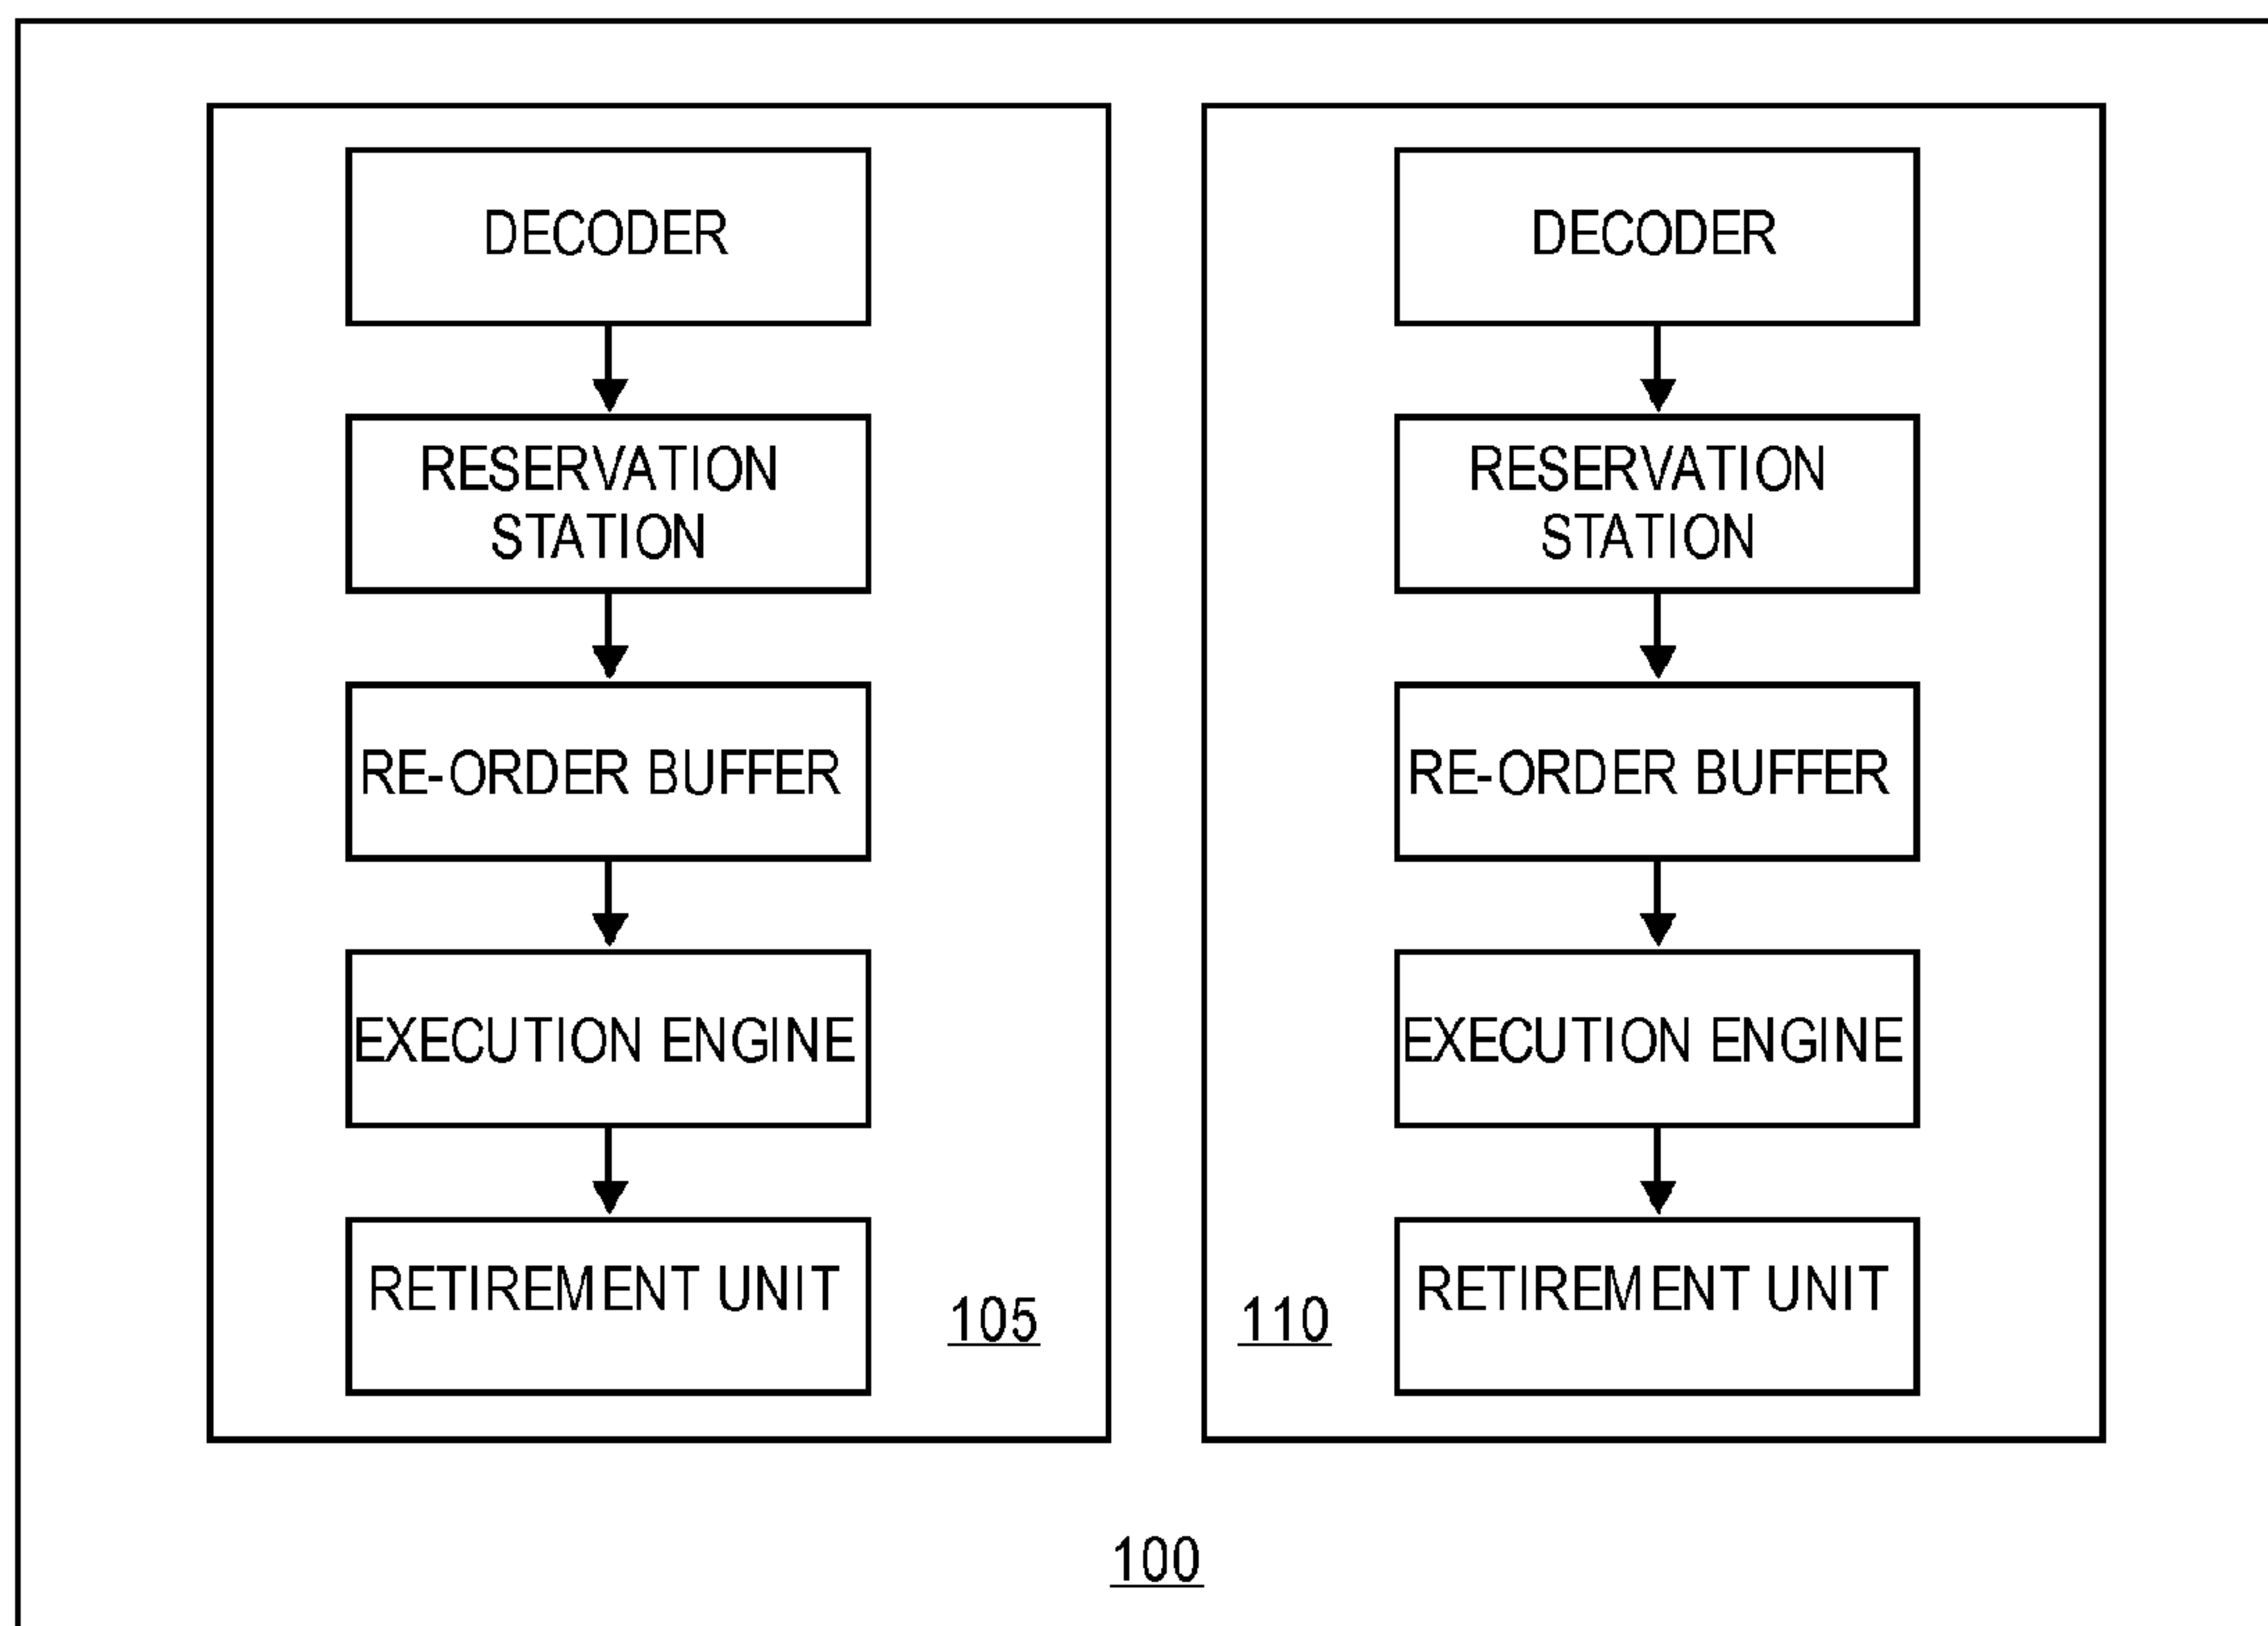 DECODER
RESERVATION
STATION
RE-ORDER BUFFER
EXECUTION ENGINE
RETIREMENT UNIT
105
DECODER
RESERVATION
STATION
RE-ORDER BUFFER
EXECUTION ENGINE
RETIREMENT UNIT
110
100